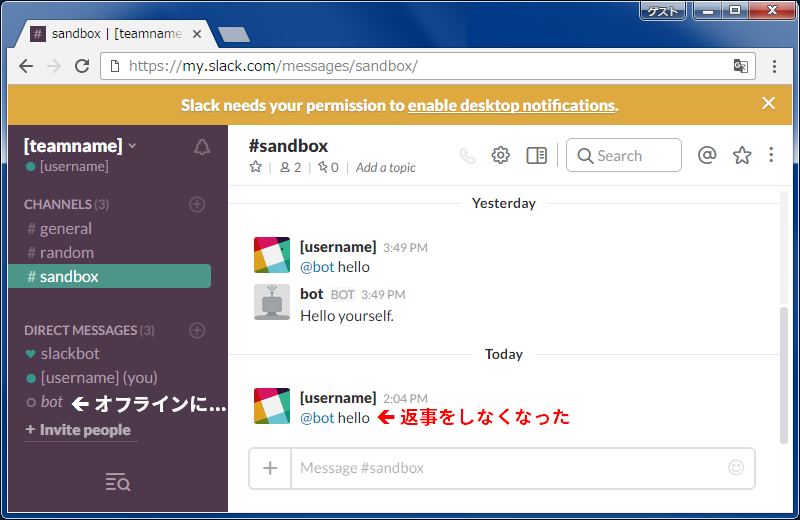 ゲスト
sandbox | [teamname
https://my.slack.com/messages/sandbox/
Slack needs your permission to enable desktop notifications.
[teamname]
[username]
CHANNELS (3)
# general
# random
# sandbox
DIRECT MESSAGES (3)
slackbot
[username] (you)
bot ← オフラインに...
+ Invite people
#sandbox
2 | 0 | Add a topic
Search
Yesterday
[username] 3:49 PM
@bot hello
bot BOT 3:49 PM
Hello yourself.
Today
[username] 2:04 PM
@bot hello ← 返事をしなくなった
Message #sandbox